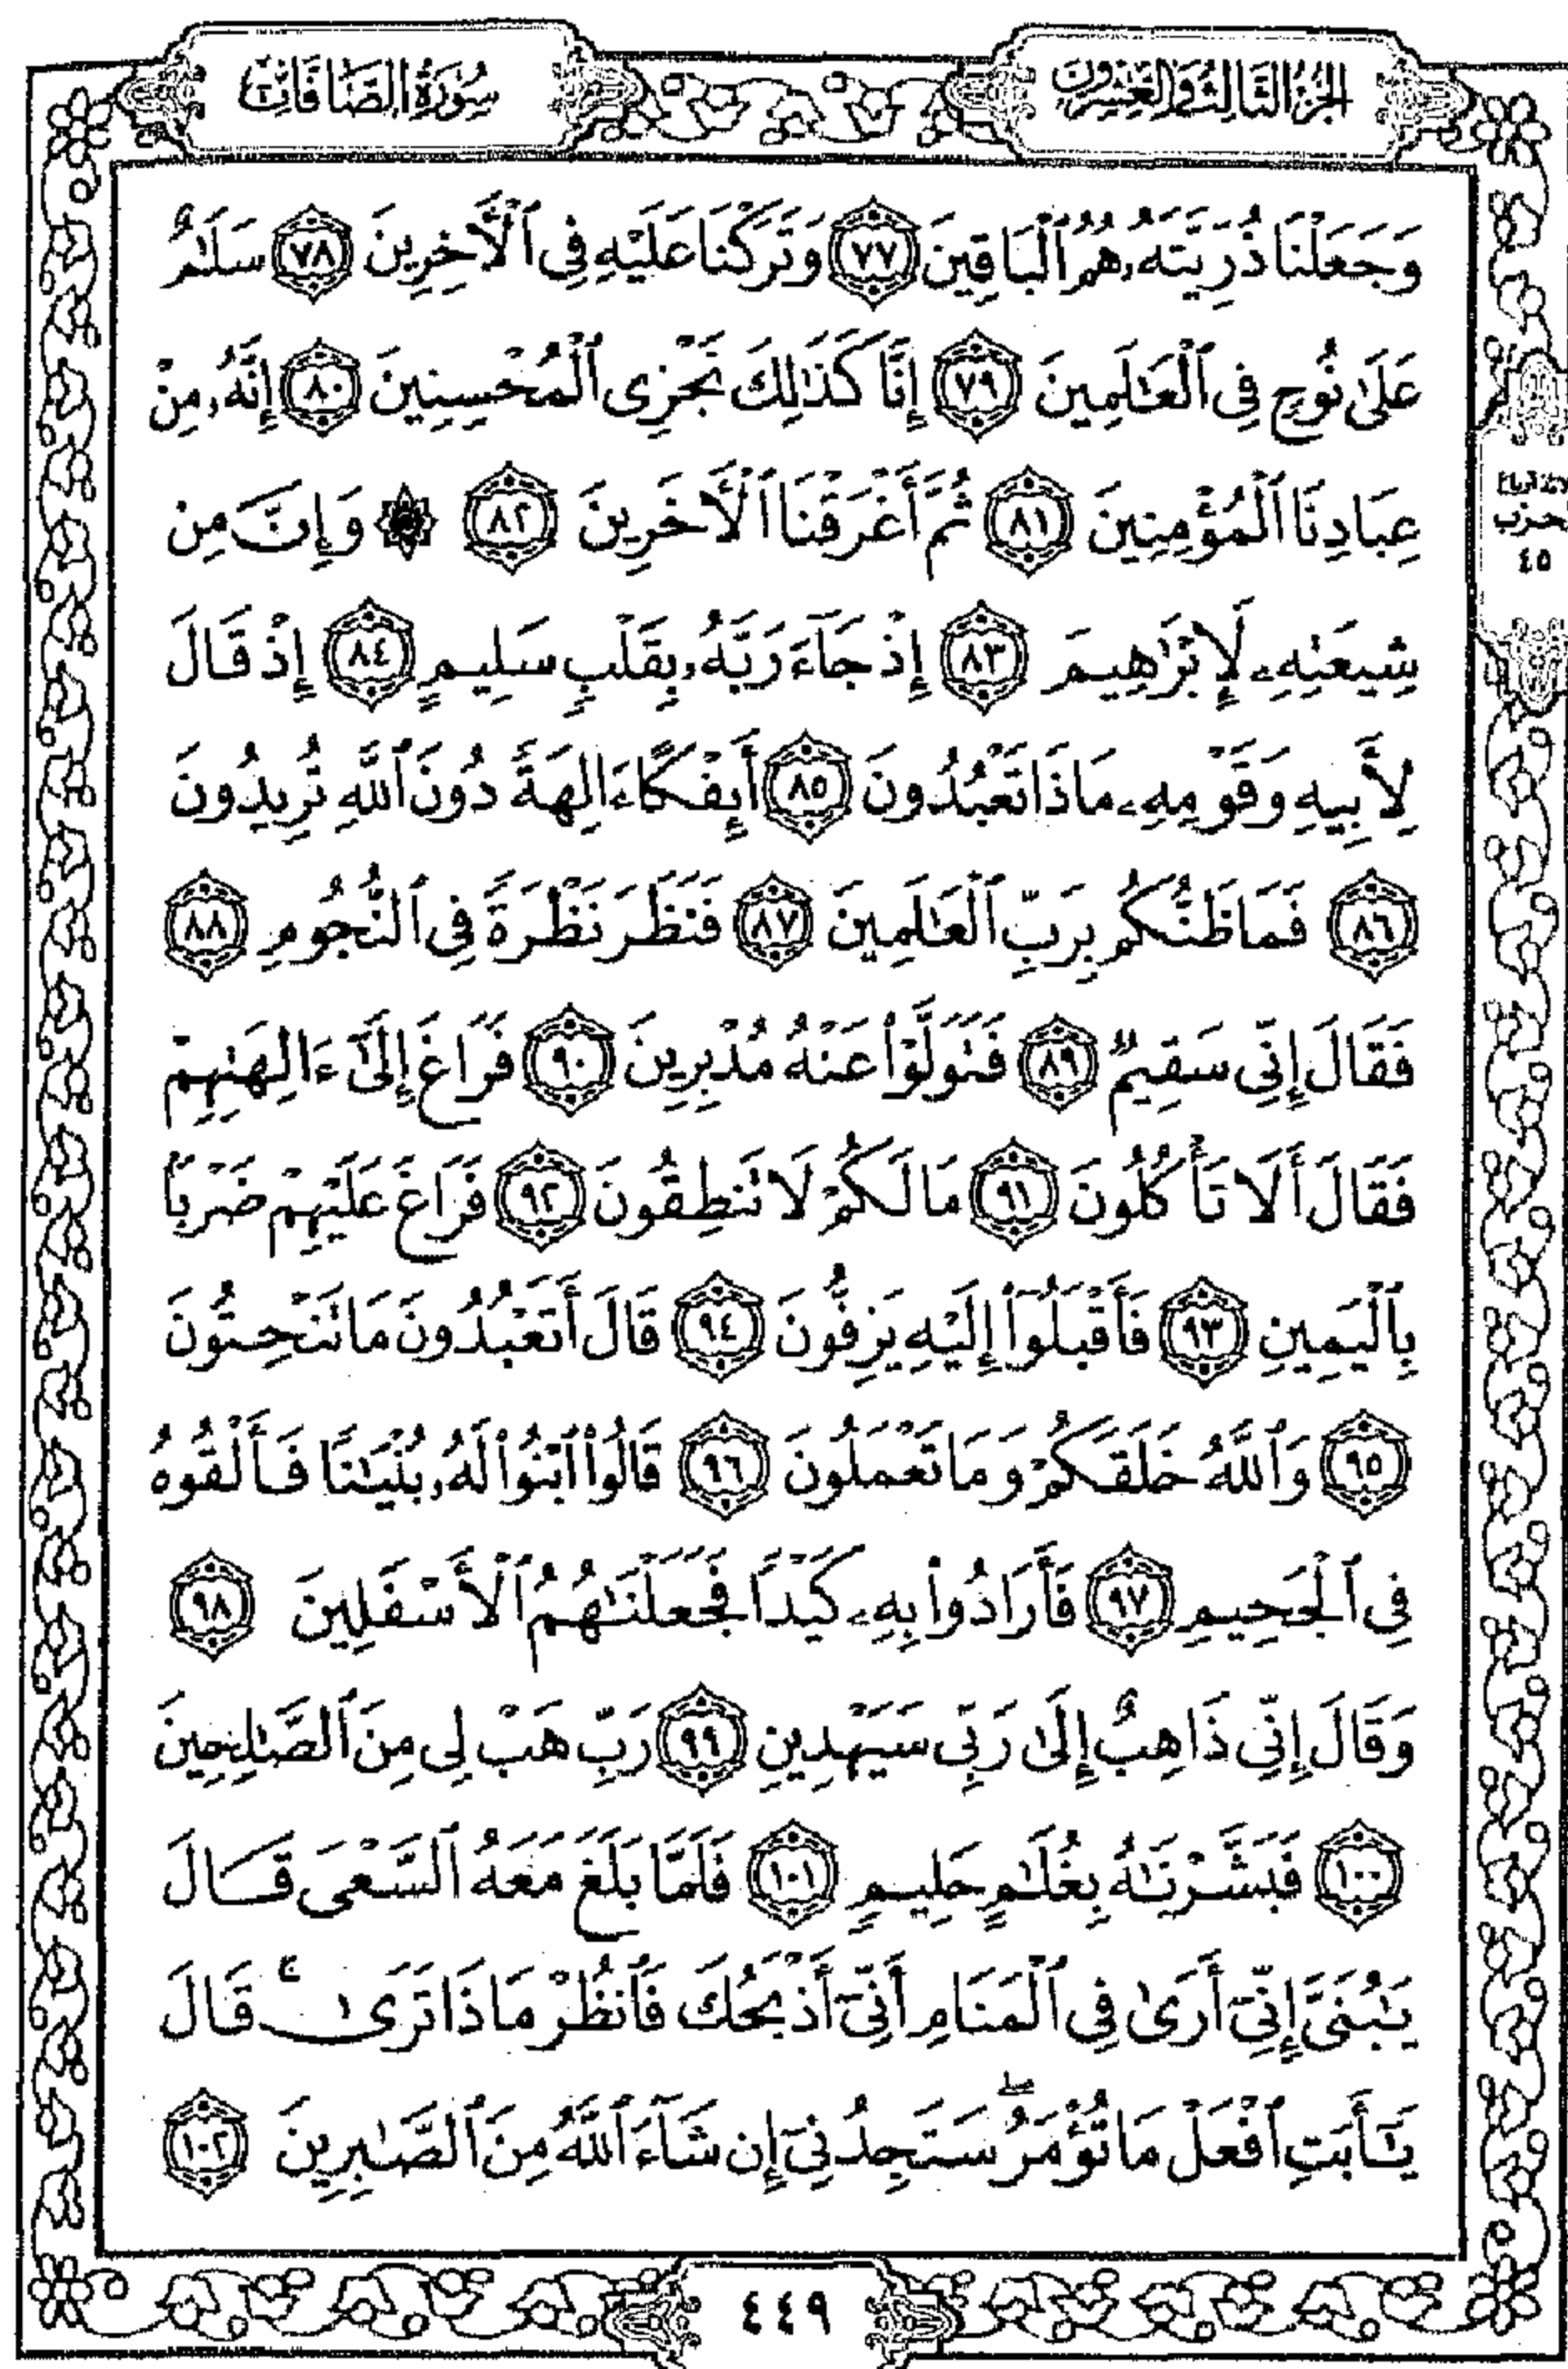 الجزء الثالث والعشرون
سورة الصافات
وَجَعَلْنَا ذُرِّيَّتَهُۥ هُمُ ٱلْبَاقِينَ ﴿٧٧﴾ وَتَرَكْنَا عَلَيْهِ فِى ٱلْأَخِرِينَ ﴿٧٨﴾ سَلَٰمٌ
عَلَىٰ نُوحٍ فِى ٱلْعَٰلَمِينَ ﴿٧٩﴾ إِنَّا كَذَٰلِكَ نَجْزِى ٱلْمُحْسِنِينَ ﴿٨٠﴾ إِنَّهُۥ مِنْ
عِبَادِنَا ٱلْمُؤْمِنِينَ ﴿٨١﴾ ثُمَّ أَغْرَقْنَا ٱلْأَخَرِينَ ﴿٨٢﴾ ۞ وَإِنَّ مِن
شِيعَتِهِۦ لَإِبْرَٰهِيمَ ﴿٨٣﴾ إِذْ جَآءَ رَبَّهُۥ بِقَلْبٍ سَلِيمٍ ﴿٨٤﴾ إِذْ قَالَ
لِأَبِيهِ وَقَوْمِهِۦ مَاذَا تَعْبُدُونَ ﴿٨٥﴾ أَئِفْكًا ءَالِهَةً دُونَ ٱللَّهِ تُرِيدُونَ
﴿٨٦﴾ فَمَا ظَنُّكُم بِرَبِّ ٱلْعَٰلَمِينَ ﴿٨٧﴾ فَنَظَرَ نَظْرَةً فِى ٱلنُّجُومِ ﴿٨٨﴾
فَقَالَ إِنِّى سَقِيمٌ ﴿٨٩﴾ فَتَوَلَّوْا۟ عَنْهُ مُدْبِرِينَ ﴿٩٠﴾ فَرَاغَ إِلَىٰٓ ءَالِهَتِهِمْ
فَقَالَ أَلَا تَأْكُلُونَ ﴿٩١﴾ مَا لَكُمْ لَا تَنطِقُونَ ﴿٩٢﴾ فَرَاغَ عَلَيْهِمْ ضَرْبًۢا
بِٱلْيَمِينِ ﴿٩٣﴾ فَأَقْبَلُوٓا۟ إِلَيْهِ يَزِفُّونَ ﴿٩٤﴾ قَالَ أَتَعْبُدُونَ مَا تَنْحِتُونَ
﴿٩٥﴾ وَٱللَّهُ خَلَقَكُمْ وَمَا تَعْمَلُونَ ﴿٩٦﴾ قَالُوا۟ ٱبْنُوا۟ لَهُۥ بُنْيَٰنًا فَأَلْقُوهُ
فِى ٱلْجَحِيمِ ﴿٩٧﴾ فَأَرَادُوا۟ بِهِۦ كَيْدًا فَجَعَلْنَٰهُمُ ٱلْأَسْفَلِينَ ﴿٩٨﴾
وَقَالَ إِنِّى ذَاهِبٌ إِلَىٰ رَبِّى سَيَهْدِينِ ﴿٩٩﴾ رَبِّ هَبْ لِى مِنَ ٱلصَّٰلِحِينَ
﴿١٠٠﴾ فَبَشَّرْنَٰهُ بِغُلَٰمٍ حَلِيمٍ ﴿١٠١﴾ فَلَمَّا بَلَغَ مَعَهُ ٱلسَّعْىَ قَالَ
يَٰبُنَىَّ إِنِّىٓ أَرَىٰ فِى ٱلْمَنَامِ أَنِّىٓ أَذْبَحُكَ فَٱنظُرْ مَاذَا تَرَىٰ ۚ قَالَ
يَٰٓأَبَتِ ٱفْعَلْ مَا تُؤْمَرُ ۖ سَتَجِدُنِىٓ إِن شَآءَ ٱللَّهُ مِنَ ٱلصَّٰبِرِينَ ﴿١٠٢﴾
٤٥
٤٤٩